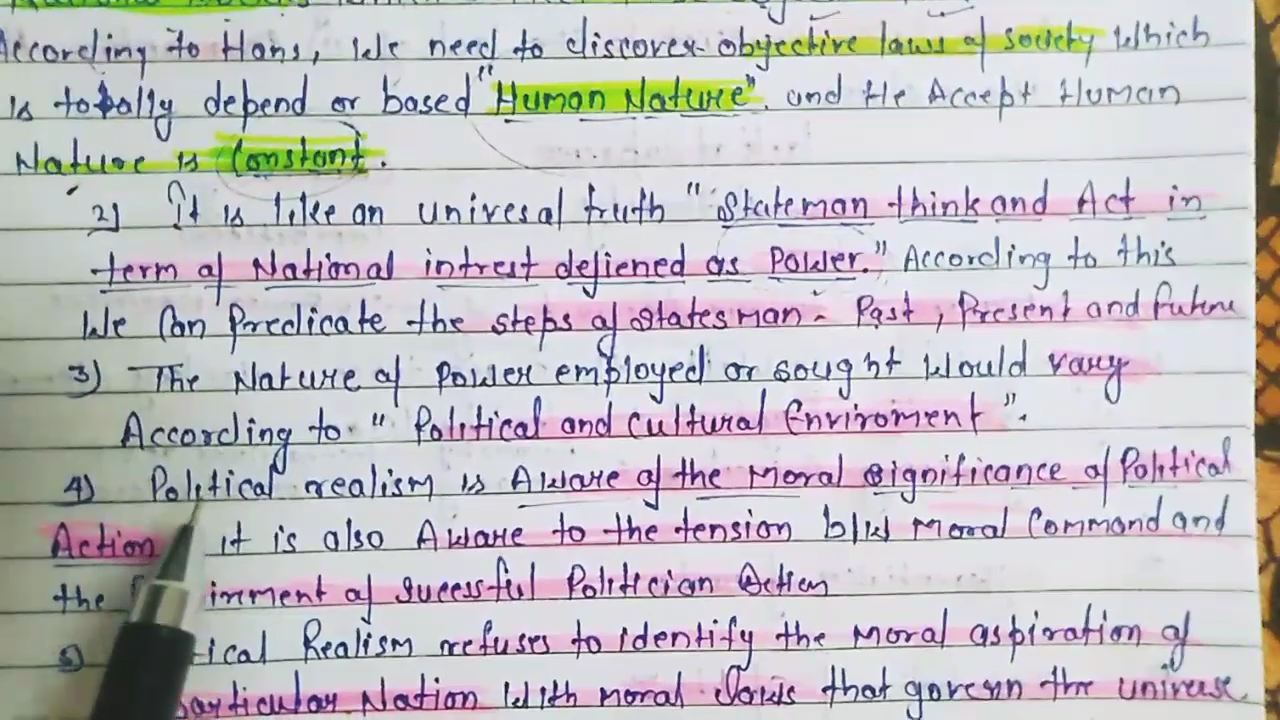 According to Hans, We need to discover objective laws of society which
is totally depend or based "Human Nature". and He Accept Human
Nature is Constant.
2) It is like an univesal truth "Stateman think and Act in
term of National intrest defiened as Power." According to this
We Can Predicate the steps of statesman - Past, Present and future
3) The Nature of Power employed or sought would vary
According to "Political and cultural Enviroment".
4) Political realism is Aware of the Moral significance of Political
Action it is also Aware to the tension b/w Moral Command and
the inment of sucessful Politician Action
5) ical Realism refuses to identify the moral aspiration of
particular Nation with moral laws that govern the universe.